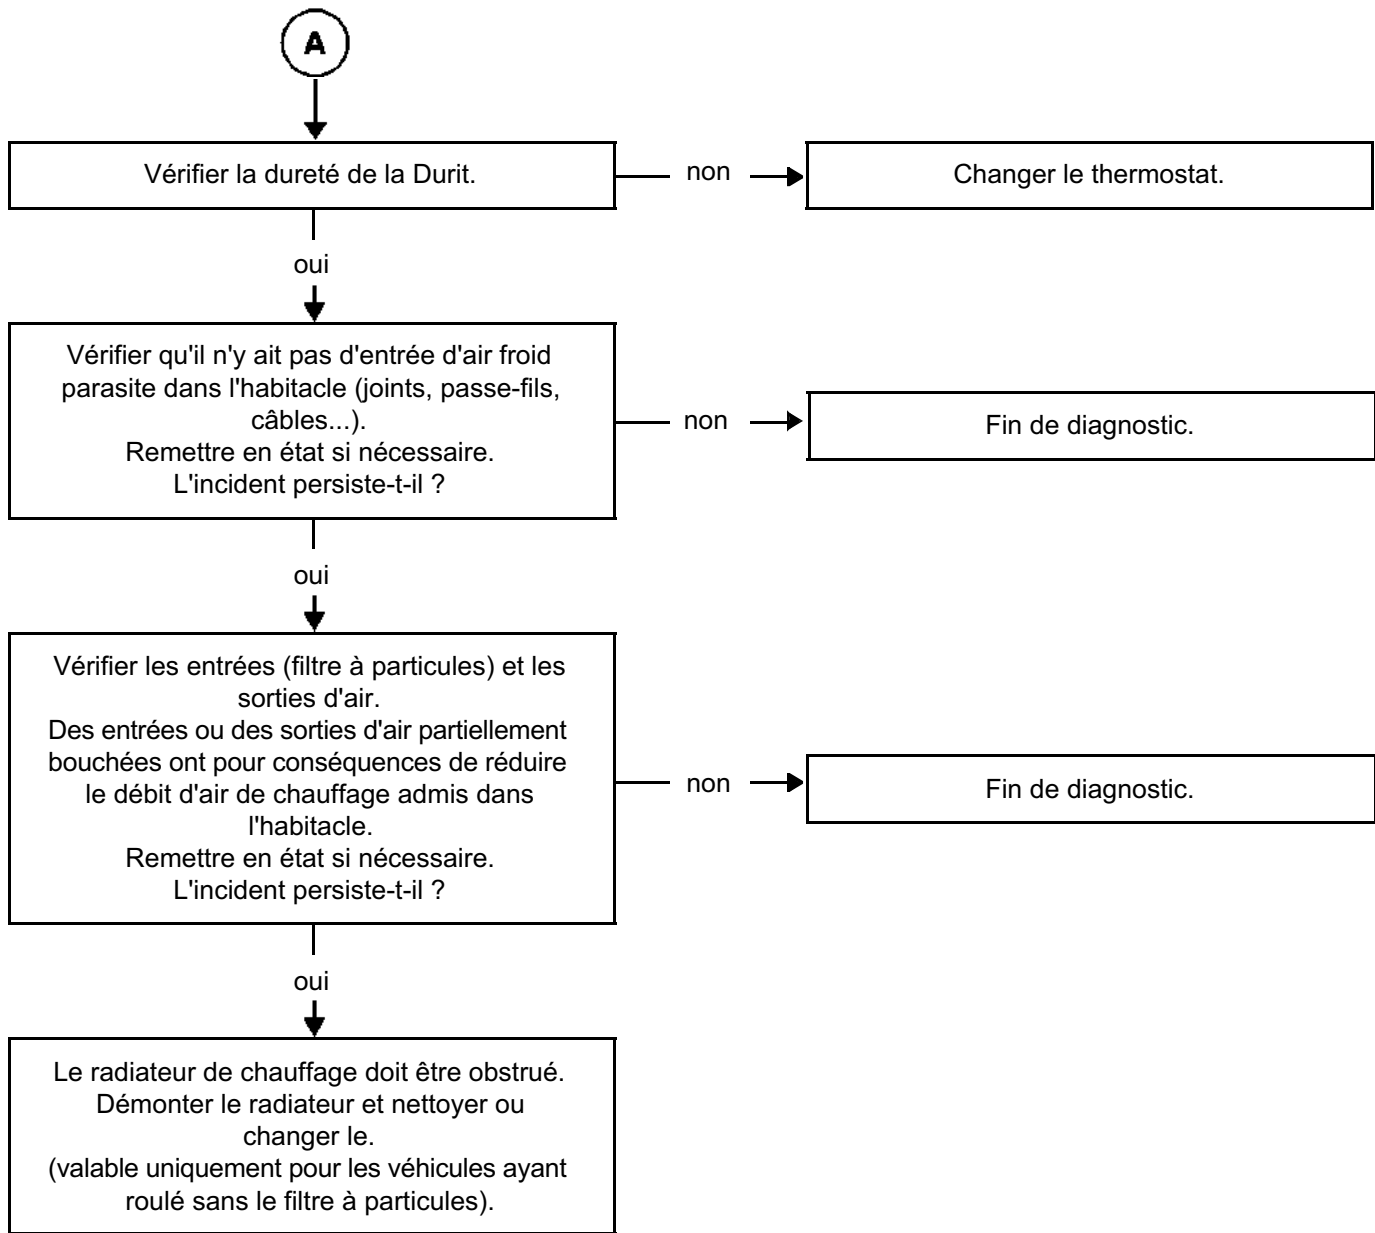 A
Vérifier la dureté de la Durit.
non
Changer le thermostat.
oui
Vérifier qu'il n'y ait pas d'entrée d'air froid
parasite dans l'habitacle (joints, passe-fils,
câbles...).
Remettre en état si nécessaire.
L'incident persiste-t-il ?
non
Fin de diagnostic.
oui
Vérifier les entrées (filtre à particules) et les
sorties d'air.
Des entrées ou des sorties d'air partiellement
bouchées ont pour conséquences de réduire
le débit d'air de chauffage admis dans
l'habitacle.
Remettre en état si nécessaire.
L'incident persiste-t-il ?
non
Fin de diagnostic.
oui
Le radiateur de chauffage doit être obstrué.
Démonter le radiateur et nettoyer ou
changer le.
(valable uniquement pour les véhicules ayant
roulé sans le filtre à particules).